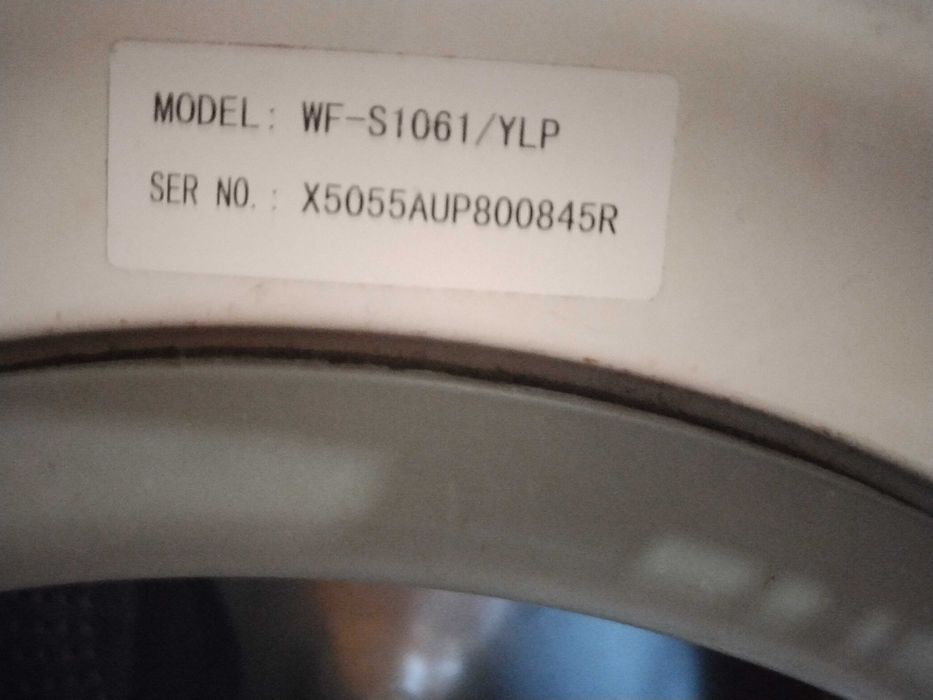 MODEL: WF-S1061/YLP
SER NO.: X5055AUP800845R